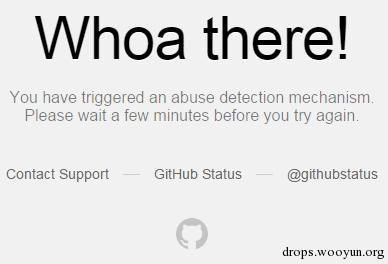 Whoa there!
You have triggered an abuse detection mechanism.
Please wait a few minutes before you try again.
Contact Support — GitHub Status — @githubstatus
drops.wooyun.org